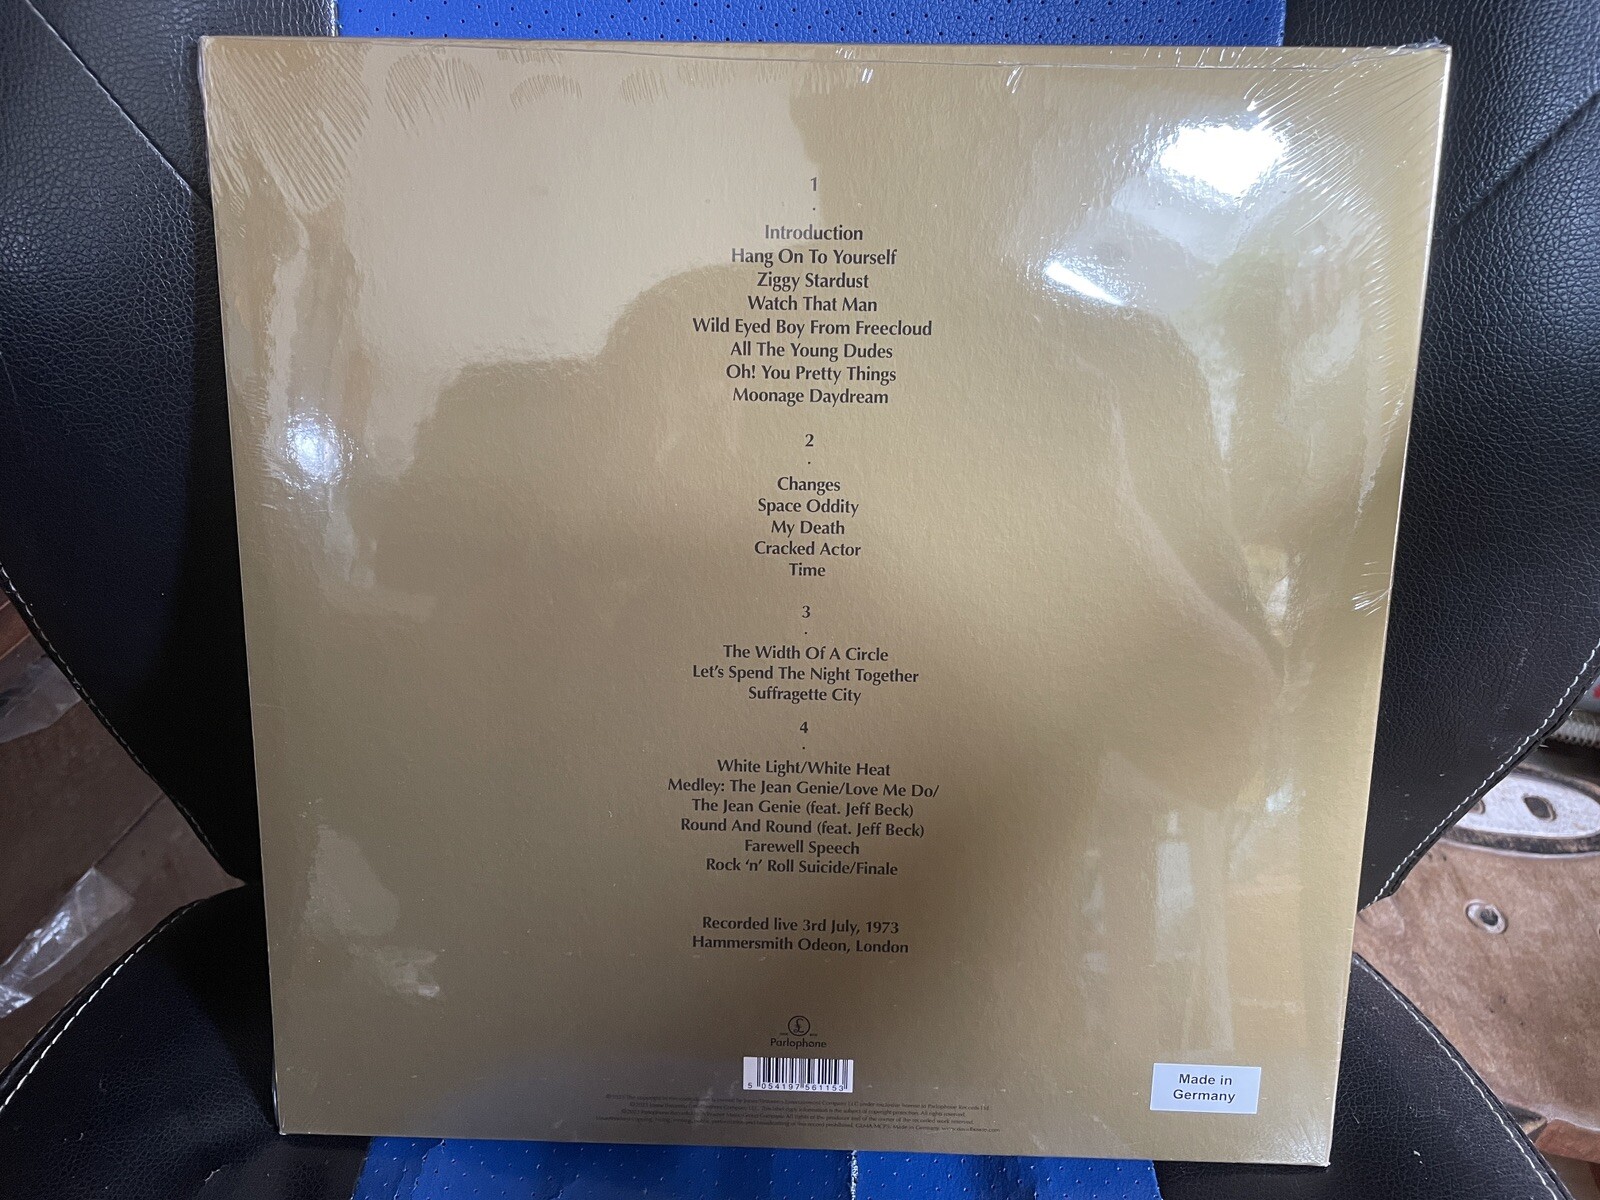 1
.
Introduction
Hang On To Yourself
Ziggy Stardust
Watch That Man
Wild Eyed Boy From Freecloud
All The Young Dudes
Oh! You Pretty Things
Moonage Daydream
2
.
Changes
Space Oddity
My Death
Cracked Actor
Time
3
.
The Width Of A Circle
Let's Spend The Night Together
Suffragette City
4
.
White Light/White Heat
Medley: The Jean Genie/Love Me Do/
The Jean Genie (feat. Jeff Beck)
Round And Round (feat. Jeff Beck)
Farewell Speech
Rock 'n' Roll Suicide/Finale
Recorded live 3rd July, 1973
Hammersmith Odeon, London
Parlophone
5 054197 561153
Made in
Germany